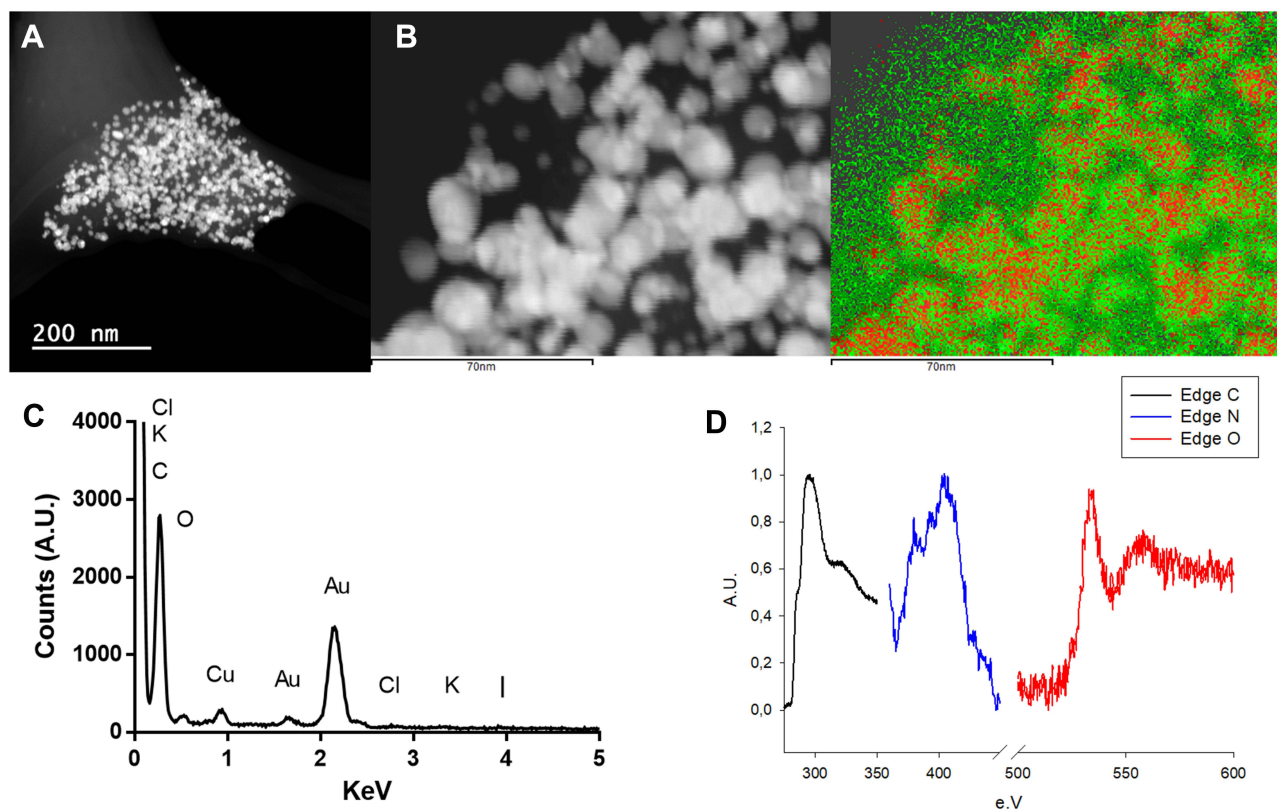 A
B
200 nm
70nm
70nm
C
4000
3000
2000
1000
0
Counts (A.U.)
Cl
K
C
O
Cu
Au
Au
Cl
K
I
0
1
2
3
4
5
KeV
D
Edge C
Edge N
Edge O
1,2
1,0
0,8
0,6
0,4
0,2
0,0
A.U.
300
350
400
500
550
600
e.V